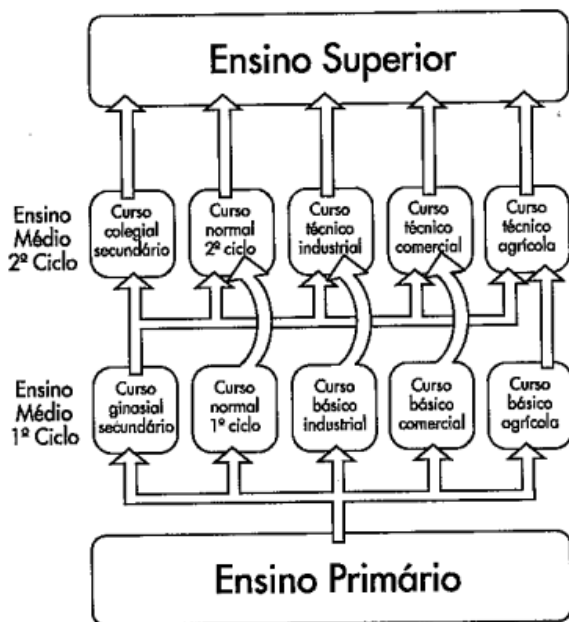 Ensino Superior
Ensino
Médio
2º Ciclo
Curso
colegial
secundário
Curso
normal
2º ciclo
Curso
técnico
industrial
Curso
técnico
comercial
Curso
técnico
agrícola
Ensino
Médio
1º Ciclo
Curso
ginasial
secundário
Curso
normal
1º ciclo
Curso
básico
industrial
Curso
básico
comercial
Curso
básico
agrícola
Ensino Primário